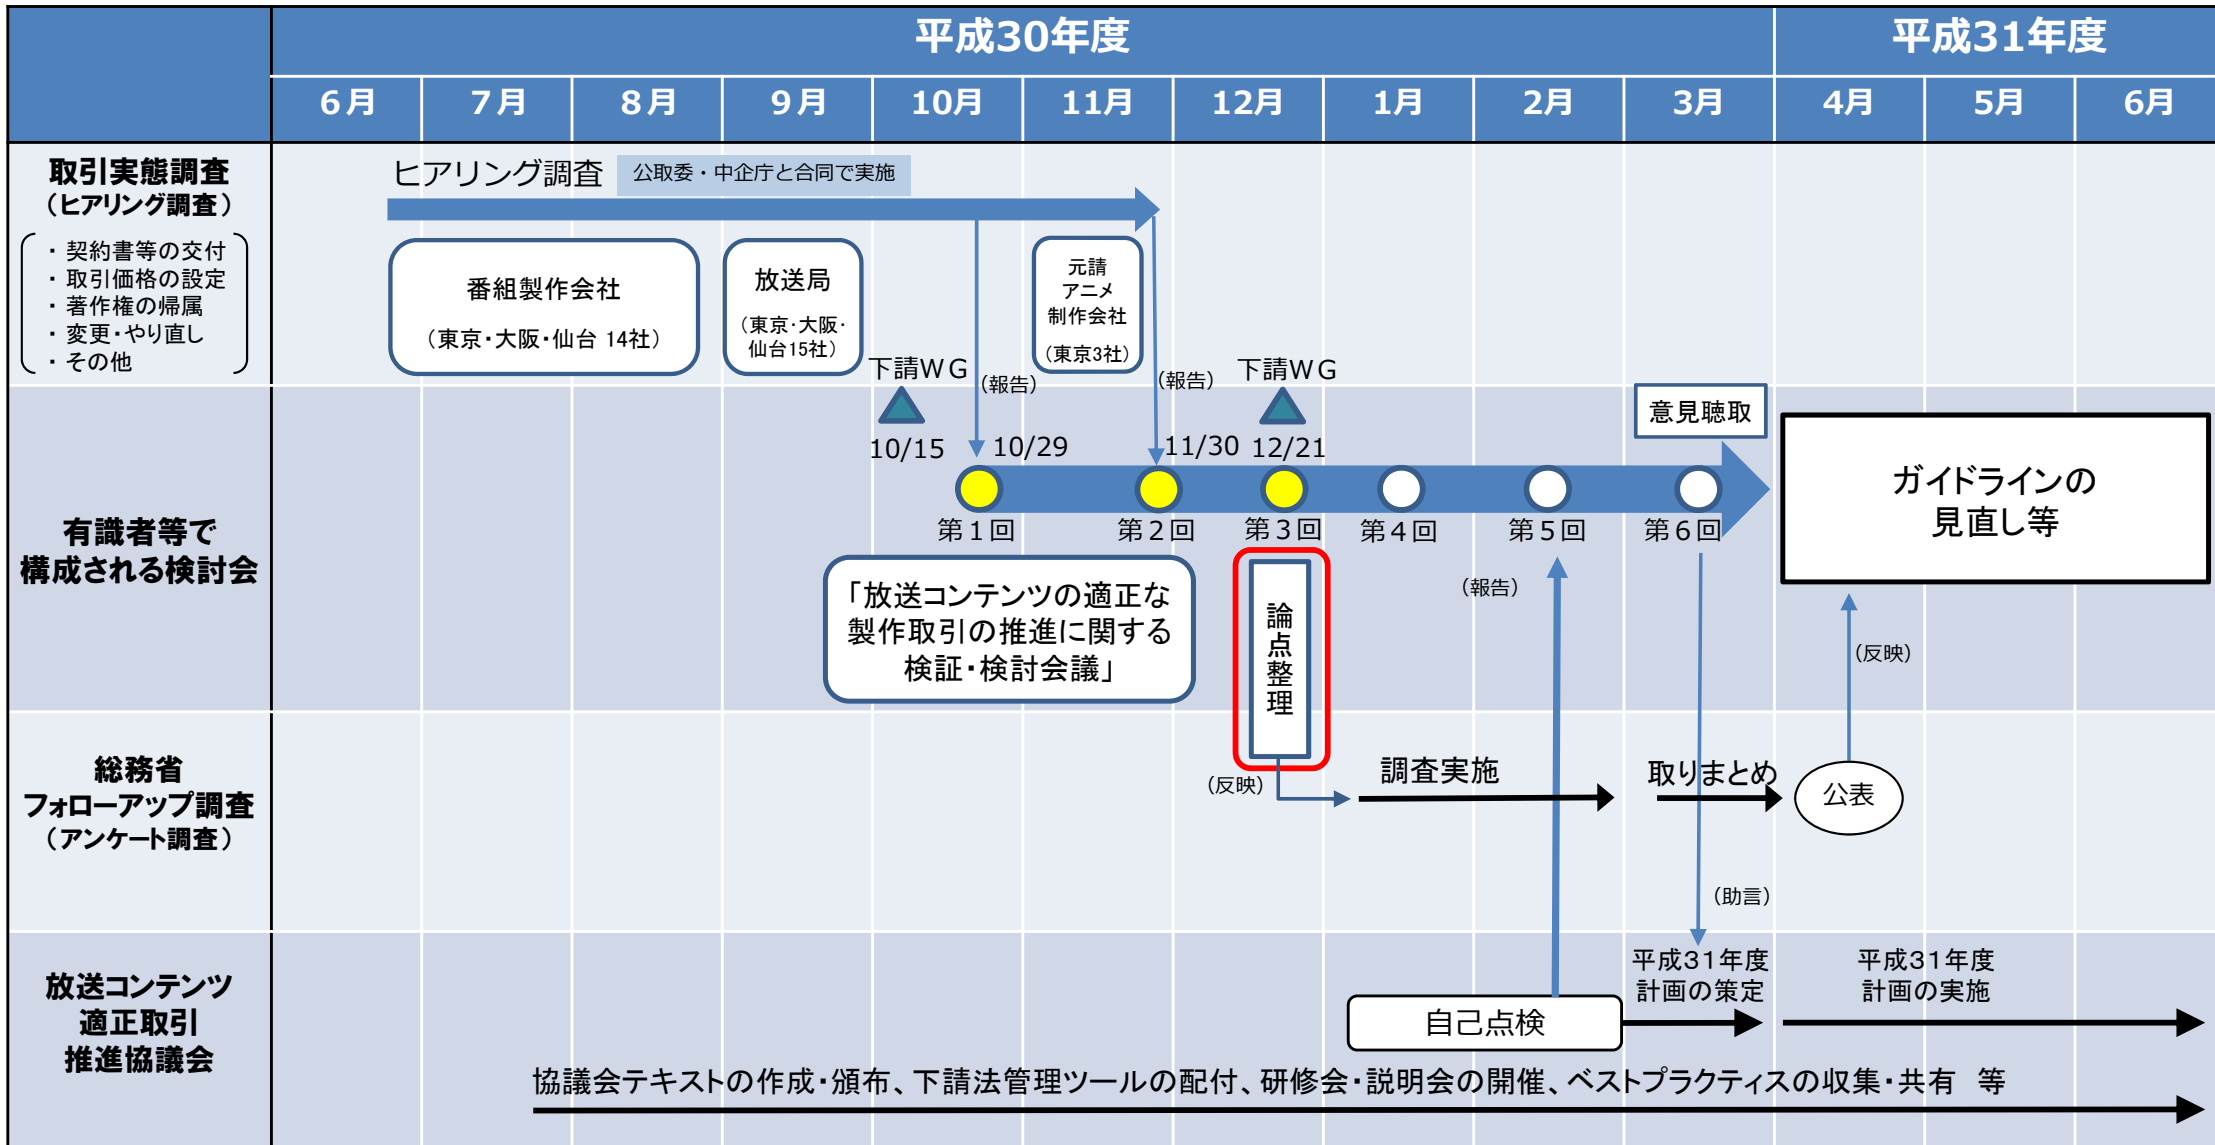 平成30年度
平成31年度
6月
7月
8月
9月
10月
11月
12月
1月
2月
3月
4月
5月
6月
取引実態調査
（ヒアリング調査）
・ 契約書等の交付
・ 取引価格の設定
・ 著作権の帰属
・ 変更・やり直し
・ その他
ヒアリング調査
公取委・中企庁と合同で実施
番組製作会社
（東京・大阪・仙台 14社）
放送局
（東京・大阪・
仙台15社）
元請
アニメ
制作会社
（東京3社）
下請WG
（報告）
（報告）
下請WG
有識者等で
構成される検討会
10/15
10/29
11/30
12/21
意見聴取
第１回
第２回
第３回
第４回
第５回
第６回
ガイドラインの
見直し等
「放送コンテンツの適正な
製作取引の推進に関する
検証・検討会議」
論点整理
（報告）
（反映）
総務省
フォローアップ調査
（アンケート調査）
（反映）
調査実施
取りまとめ
公表
（助言）
放送コンテンツ
適正取引
推進協議会
自己点検
平成31年度
計画の策定
平成31年度
計画の実施
協議会テキストの作成・頒布、下請法管理ツールの配付、研修会・説明会の開催、ベストプラクティスの収集・共有　等